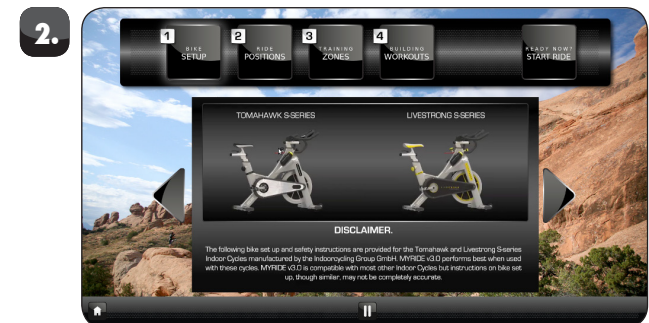 2.
1
BIKE
SETUP
2
RIDE
POSITIONS
3
TRAINING
ZONES
4
BUILDING
WORKOUTS
READY NOW?
START RIDE
TOMAHAWK S-SERIES
LIVESTRONG S-SERIES
DISCLAIMER.
The following bike set up and safety instructions are provided for the Tomahawk and Livestrong S-series
Indoor Cycles manufactured by the Indoorcycling Group GmbH. MYRIDE v3.0 performs best when used
with these cycles. MYRIDE v3.0 is compatible with most other Indoor Cycles but instructions on bike set
up, though similar, may not be completely accurate.